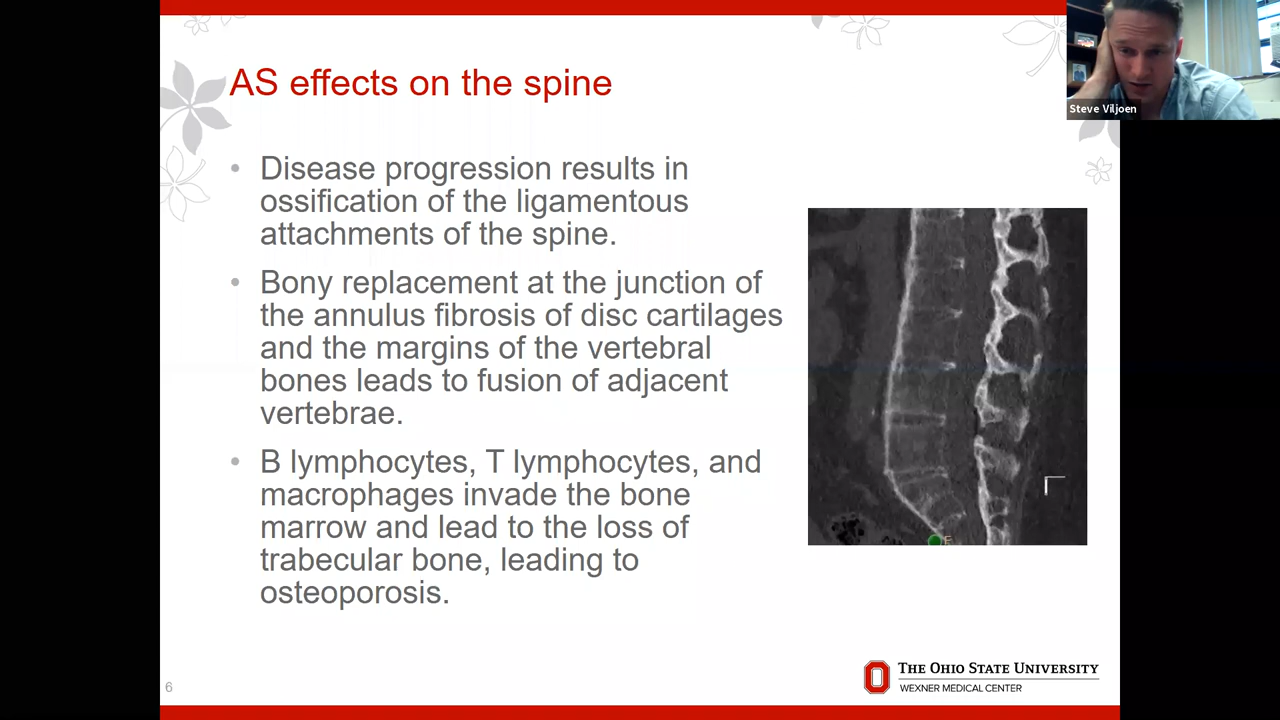 AS effects on the spine
Steve Viljoen
• Disease progression results in
ossification of the ligamentous
attachments of the spine.
• Bony replacement at the junction of
the annulus fibrosis of disc cartilages
and the margins of the vertebral
bones leads to fusion of adjacent
vertebrae.
• B lymphocytes, T lymphocytes, and
macrophages invade the bone
marrow and lead to the loss of
trabecular bone, leading to
osteoporosis.
F
6
THE OHIO STATE UNIVERSITY
WEXNER MEDICAL CENTER